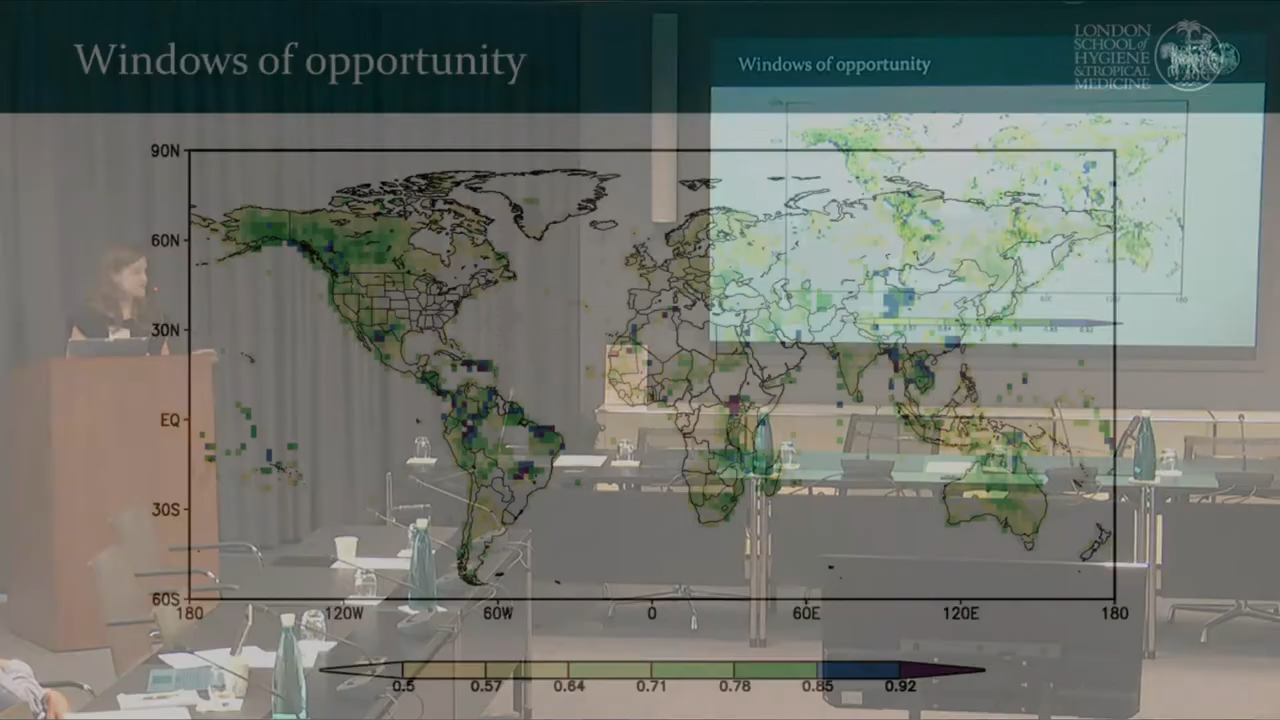 Windows of opportunity
LONDON
SCHOOL of
HYGIENE
& TROPICAL
MEDICINE
Windows of opportunity
90N
60N
30N
EQ
30S
60S
180 120W 60W 0 60E 120E 180
0.5 0.57 0.64 0.71 0.78 0.85 0.92